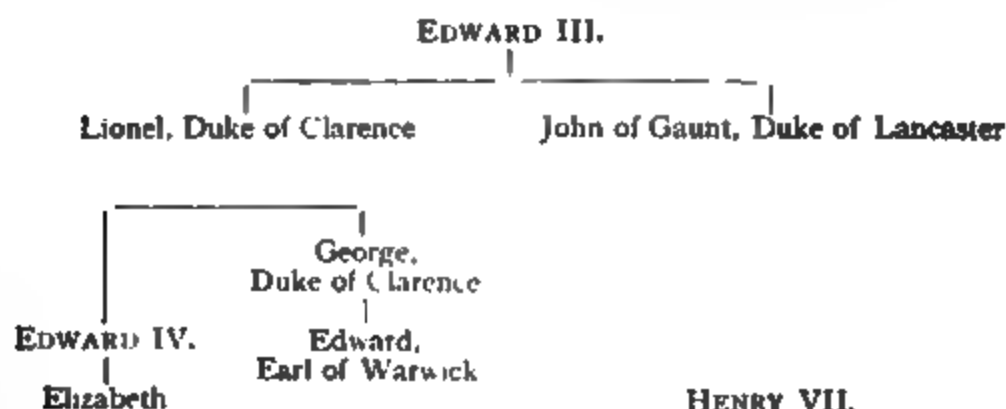 EDWARD III.
Lionel, Duke of Clarence
John of Gaunt, Duke of Lancaster
George,
Duke of Clarence
EDWARD IV.
Edward,
Earl of Warwick
Elizabeth
HENRY VII.